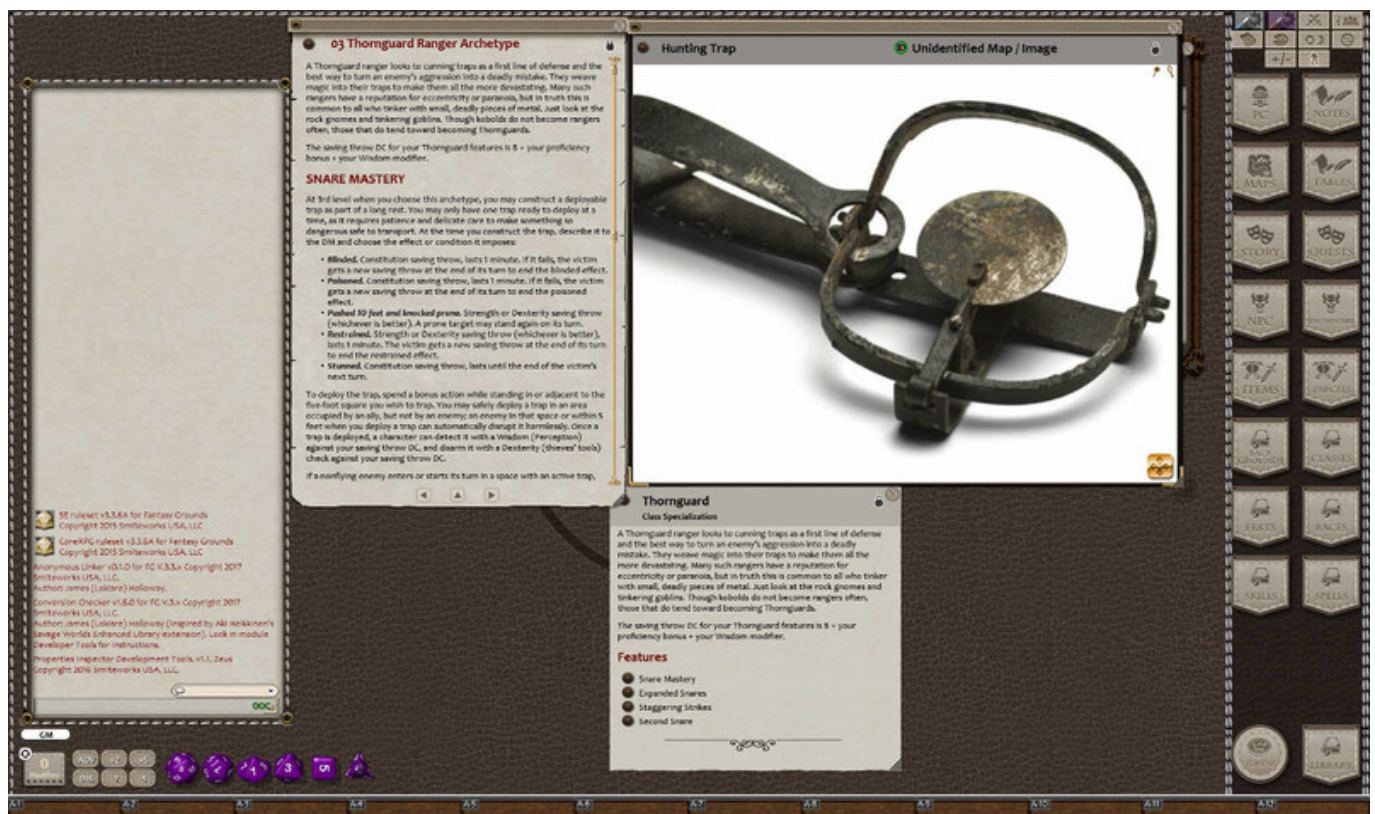 03 Thornguard Ranger Archetype
A Thornguard ranger looks to cunning traps as a first line of defense and the
best way to turn an enemy's aggression into a deadly mistake. They weave
magic into their traps to make them all the more devastating. Many such
rangers have a reputation for eccentricity or paranoia, but in truth this is
common to all who tinker with small, deadly pieces of metal. Just look at the
rock gnomes and tinkering goblins. Though kobolds do not become rangers
often, those that do tend toward becoming Thornguards.
The saving throw DC for your Thornguard features is 8 + your proficiency
bonus + your Wisdom modifier.
SNARE MASTERY
At 3rd level when you choose this archetype, you may construct a deployable
trap as part of a long rest. You may only have one trap ready to deploy at a
time, as it requires patience and delicate care to make something so
dangerous safe to transport. At the time you construct the trap, describe it to
the DM and choose the effect or condition it imposes:
• Blinded. Constitution saving throw, lasts 1 minute. If it fails, the victim
gets a new saving throw at the end of its turn to end the blinded effect.
• Poisoned. Constitution saving throw, lasts 1 minute. If it fails, the victim
gets a new saving throw at the end of its turn to end the poisoned
effect.
• Pushed 10 feet and knocked prone. Strength or Dexterity saving throw
(whichever is better). A prone target may stand again on its turn.
• Restrained. Strength or Dexterity saving throw (whichever is better),
lasts 1 minute. The victim gets a new saving throw at the end of its turn
to end the restrained effect.
• Stunned. Constitution saving throw, lasts until the end of the victim's
next turn.
To deploy the trap, spend a bonus action while standing in or adjacent to the
five-foot square you wish to trap. You may safely deploy a trap in an area
occupied by an ally, but not by an enemy; an enemy in that space or within 5
feet when you deploy a trap can automatically disrupt it harmlessly. Once a
trap is deployed, a character can detect it with a Wisdom (Perception)
against your saving throw DC, and disarm it with a Dexterity (thieves' tools)
check against your saving throw DC.
If a nonflying enemy enters or starts its turn in a space with an active trap,
Hunting Trap
ID Unidentified Map / Image
Thornguard
Class Specialization
A Thornguard ranger looks to cunning traps as a first line of defense
and the best way to turn an enemy's aggression into a deadly
mistake. They weave magic into their traps to make them all the
more devastating. Many such rangers have a reputation for
eccentricity or paranoia, but in truth this is common to all who tinker
with small, deadly pieces of metal. Just look at the rock gnomes and
tinkering goblins. Though kobolds do not become rangers often,
those that do tend toward becoming Thornguards.
The saving throw DC for your Thornguard features is 8 + your
proficiency bonus + your Wisdom modifier.
Features
Snare Mastery
Expanded Snares
Staggering Strikes
Second Snare
5E ruleset v3.3.6A for Fantasy Grounds
Copyright 2015 Smiteworks USA, LLC
CoreRPG ruleset v3.3.6A for Fantasy Grounds
Copyright 2015 Smiteworks USA, LLC
Anonymous Linker v0.1.0 for FG V.3.3.x Copyright 2017
Smiteworks USA, LLC.
Author: James (Lokiare) Holloway.
Conversion Checker v1.6.0 for FG V.3.x Copyright 2017
Smiteworks USA, LLC.
Author: James (Lokiare) Holloway (Inspired by Aki Heikkinen's
Savage Worlds Enhanced Library extension). Look in module
Developer Tools for instructions.
Properties Inspector Development Tools, v1.1, Zeus
Copyright 2016 Smiteworks USA, LLC.
OOC
GM
0
Modifier
ADV +2 +5
DIS -2 -5
PC NOTES
MAPS TABLES
STORY QUESTS
NPC
ITEMS PARCELS
BACKGROUNDS CLASSES
FEATS RACES
SKILLS SPELLS
TOKENS LIBRARY
A-1 A-2 A-3 A-4 A-5 A-6 A-7 A-8 A-9 A-10 A-11 A-12